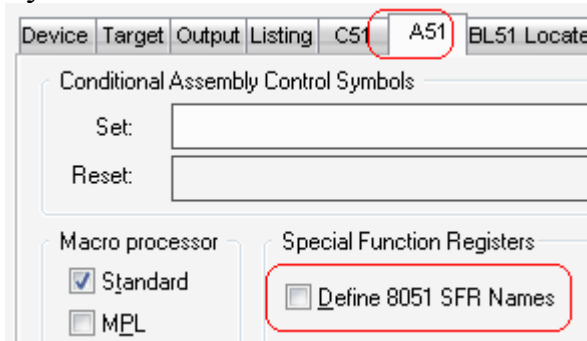 Device Target Output Listing C51 A51 BL51 Locate
Conditional Assembly Control Symbols
Set:
Reset:
Macro processor Special Function Registers
Standard Define 8051 SFR Names
MPL